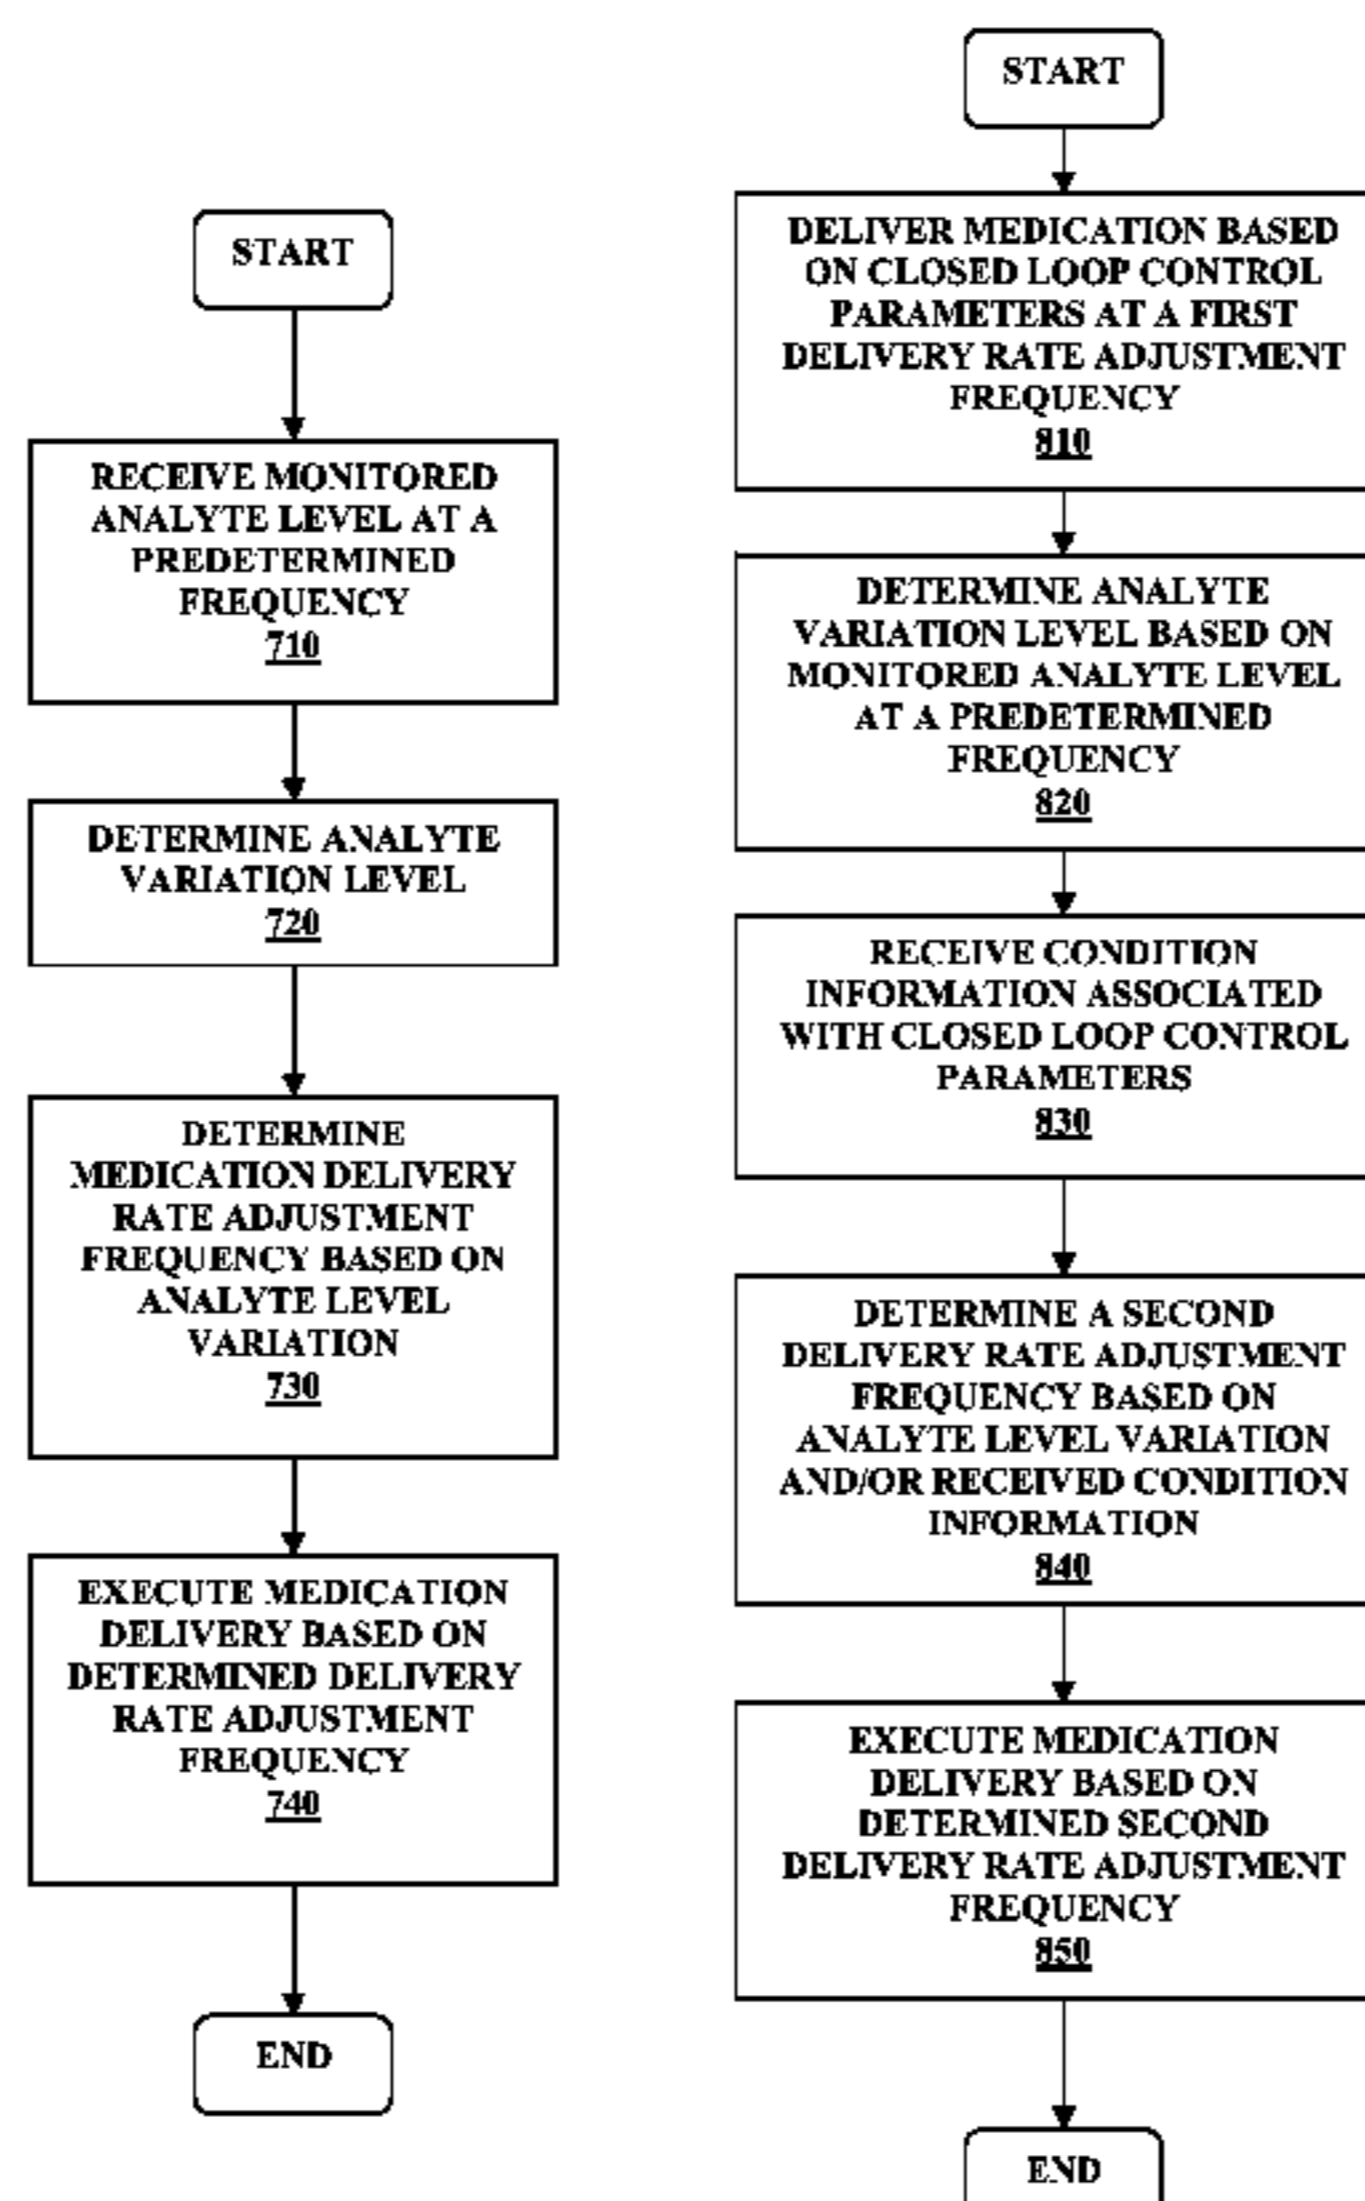 START
RECEIVE MONITORED
ANALYTE LEVEL AT A
PREDETERMINED
FREQUENCY
710
DETERMINE ANALYTE
VARIATION LEVEL
720
DETERMINE
MEDICATION DELIVERY
RATE ADJUSTMENT
FREQUENCY BASED ON
ANALYTE LEVEL
VARIATION
730
EXECUTE MEDICATION
DELIVERY BASED ON
DETERMINED DELIVERY
RATE ADJUSTMENT
FREQUENCY
740
END
START
DELIVER MEDICATION BASED
ON CLOSED LOOP CONTROL
PARAMETERS AT A FIRST
DELIVERY RATE ADJUSTMENT
FREQUENCY
810
DETERMINE ANALYTE
VARIATION LEVEL BASED ON
MONITORED ANALYTE LEVEL
AT A PREDETERMINED
FREQUENCY
820
RECEIVE CONDITION
INFORMATION ASSOCIATED
WITH CLOSED LOOP CONTROL
PARAMETERS
830
DETERMINE A SECOND
DELIVERY RATE ADJUSTMENT
FREQUENCY BASED ON
ANALYTE LEVEL VARIATION
AND/OR RECEIVED CONDITION
INFORMATION
840
EXECUTE MEDICATION
DELIVERY BASED ON
DETERMINED SECOND
DELIVERY RATE ADJUSTMENT
FREQUENCY
850
END